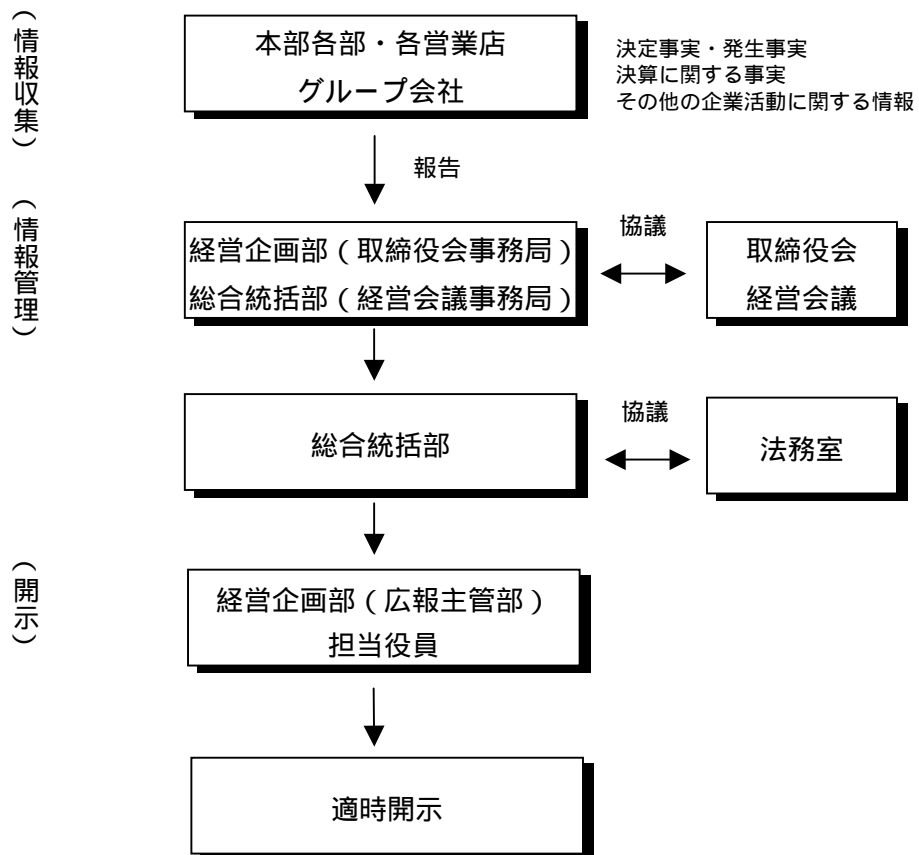 （情報収集）
本部各部・各営業店
グループ会社
決定事実・発生事実
決算に関する事実
その他の企業活動に関する情報
報告
（情報管理）
経営企画部（取締役会事務局）
総合統括部（経営会議事務局）
協議
取締役会
経営会議
総合統括部
協議
法務室
（開示）
経営企画部（広報主管部）
担当役員
適時開示